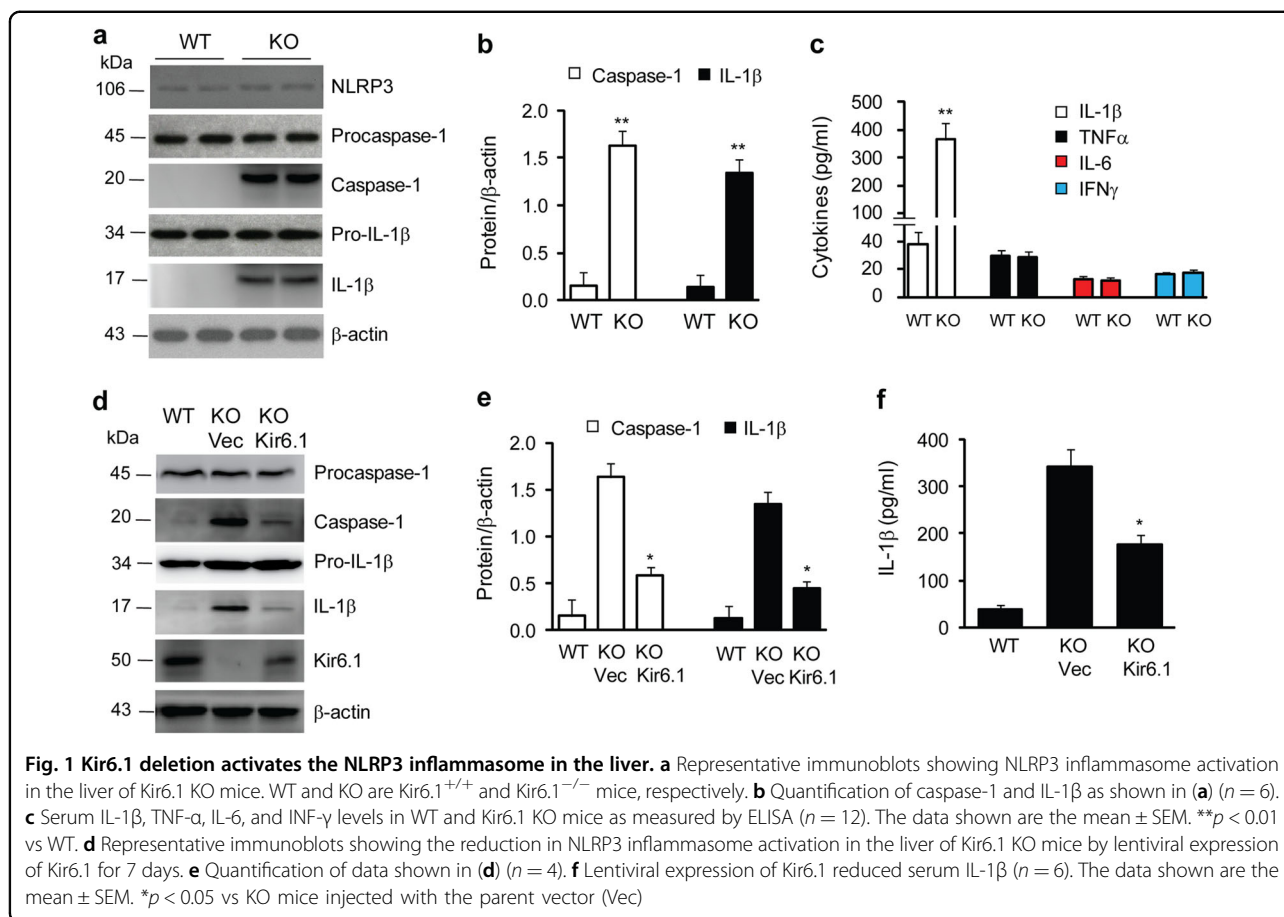 a
WT KO
kDa
106 NLRP3
45 Procaspase-1
20 Caspase-1
34 Pro-IL-1β
17 IL-1β
43 β-actin
b
Caspase-1 IL-1β
Protein/β-actin
2.0
1.5
1.0
0.5
0.0
** **
WT KO WT KO
c
Cytokines (pg/ml)
500
400
300
200
100
40
20
0
**
IL-1β
TNFα
IL-6
IFNγ
WT KO WT KO WT KO WT KO
d
WT KO KO
Vec Kir6.1
kDa
45 Procaspase-1
20 Caspase-1
34 Pro-IL-1β
17 IL-1β
50 Kir6.1
43 β-actin
e
Caspase-1 IL-1β
Protein/β-actin
2.0
1.5
1.0
0.5
0.0
* *
WT KO KO WT KO KO
Vec Kir6.1 Vec Kir6.1
f
IL-1β (pg/ml)
400
300
200
100
0
*
WT KO KO
Vec Kir6.1
Fig. 1 Kir6.1 deletion activates the NLRP3 inflammasome in the liver. a Representative immunoblots showing NLRP3 inflammasome activation
in the liver of Kir6.1 KO mice. WT and KO are Kir6.1+/+ and Kir6.1−/− mice, respectively. b Quantification of caspase-1 and IL-1β as shown in (a) (n = 6).
c Serum IL-1β, TNF-α, IL-6, and INF-γ levels in WT and Kir6.1 KO mice as measured by ELISA (n = 12). The data shown are the mean ± SEM. **p < 0.01
vs WT. d Representative immunoblots showing the reduction in NLRP3 inflammasome activation in the liver of Kir6.1 KO mice by lentiviral expression
of Kir6.1 for 7 days. e Quantification of data shown in (d) (n = 4). f Lentiviral expression of Kir6.1 reduced serum IL-1β (n = 6). The data shown are the
mean ± SEM. *p < 0.05 vs KO mice injected with the parent vector (Vec)